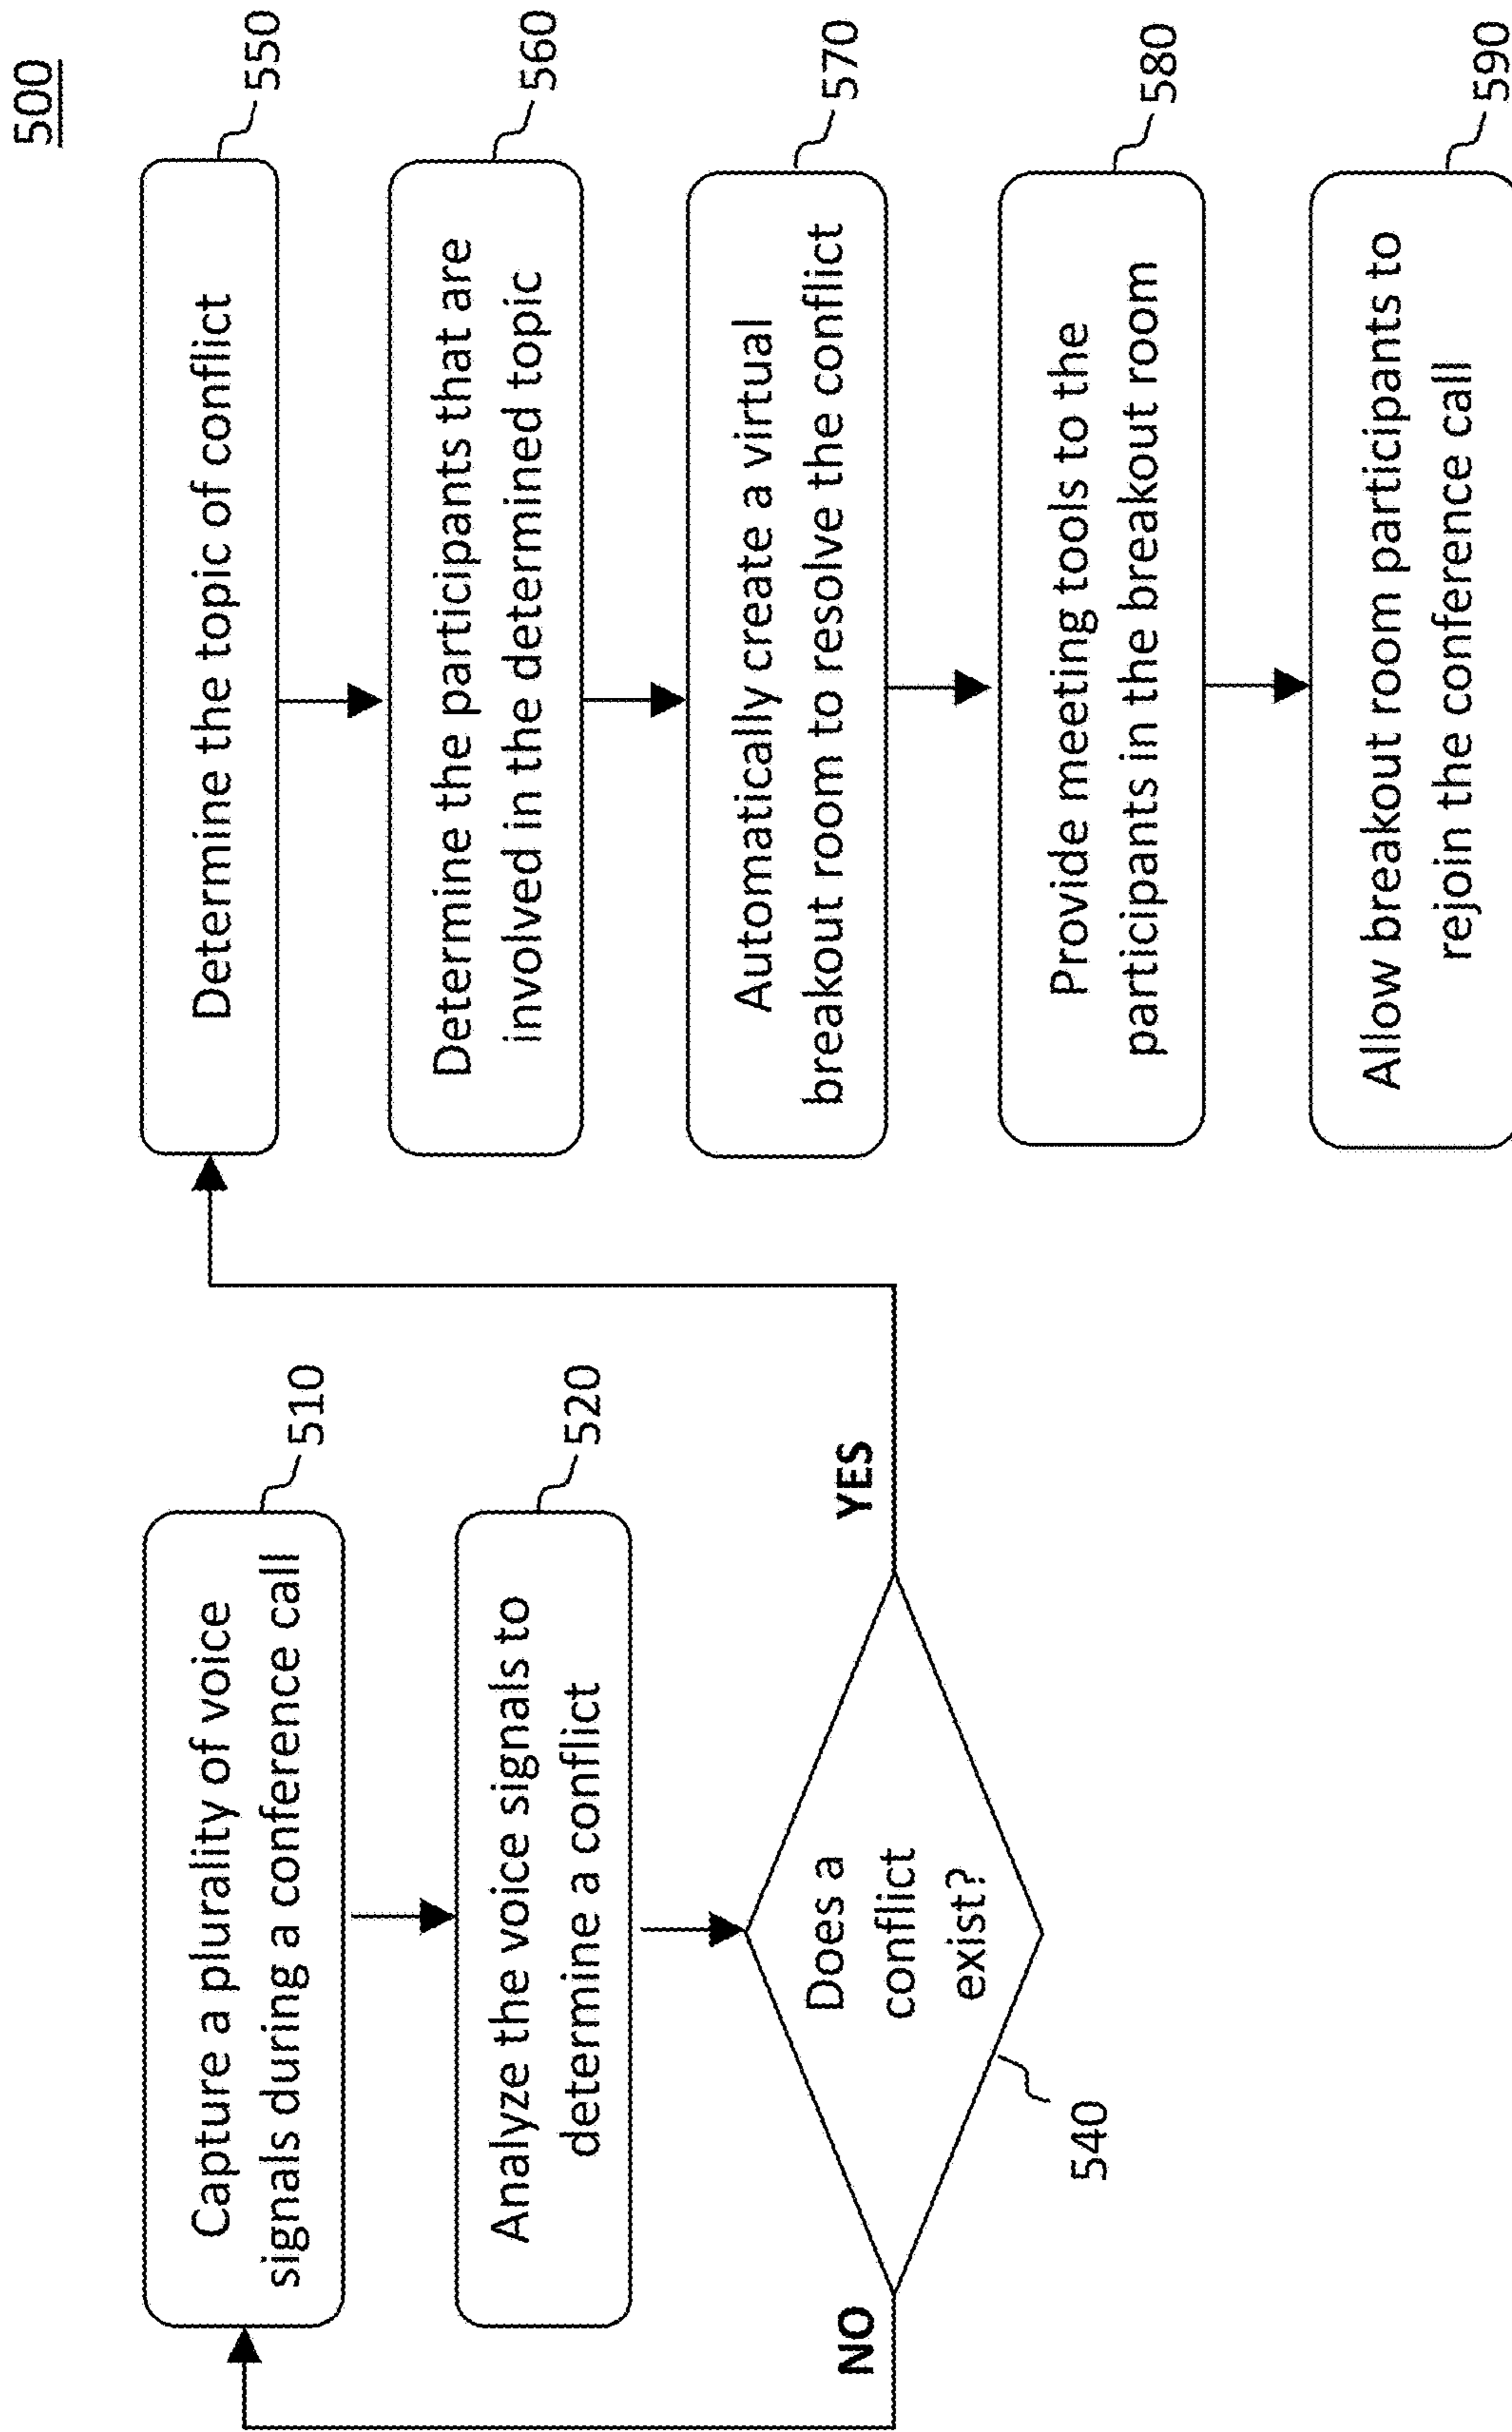 500
Capture a plurality of voice
signals during a conference call
510
Analyze the voice signals to
determine a conflict
520
Does a
conflict
exist?
540
NO
YES
Determine the topic of conflict
550
Determine the participants that are
involved in the determined topic
560
Automatically create a virtual
breakout room to resolve the conflict
570
Provide meeting tools to the
participants in the breakout room
580
Allow breakout room participants to
rejoin the conference call
590